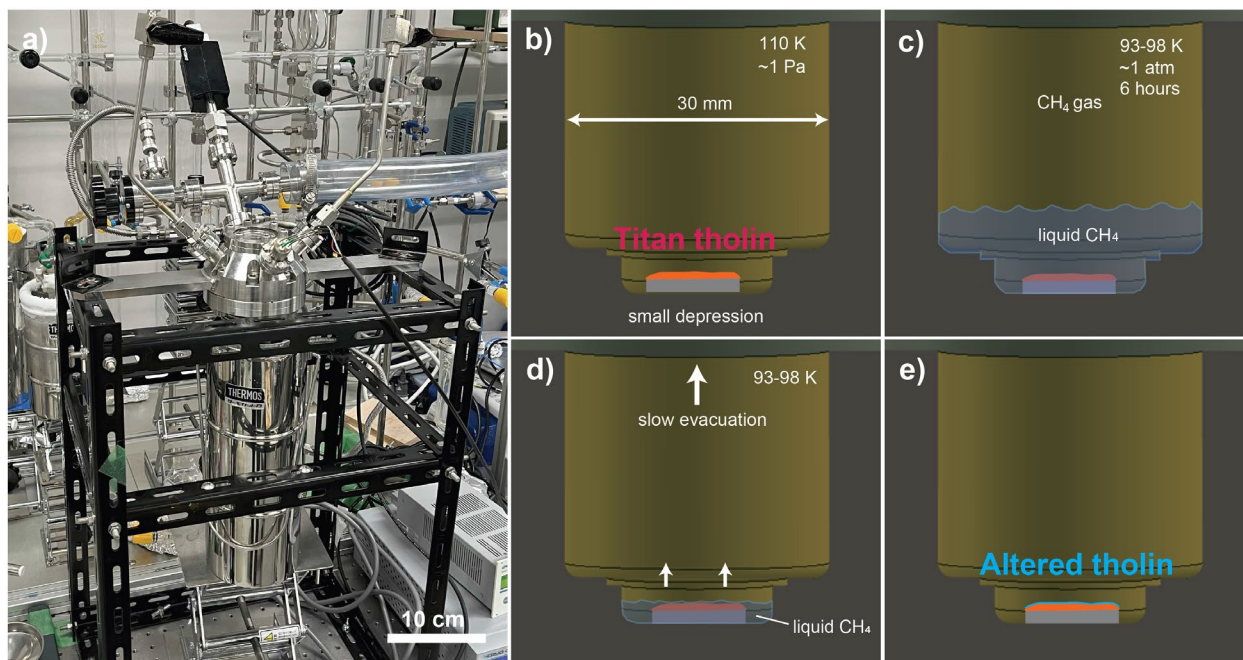 a)
THERMOS
THERMOS
10 cm
b)
110 K
~1 Pa
30 mm
Titan tholin
small depression
c)
93-98 K
~1 atm
6 hours
CH₄ gas
liquid CH₄
d)
93-98 K
slow evacuation
liquid CH₄
e)
Altered tholin